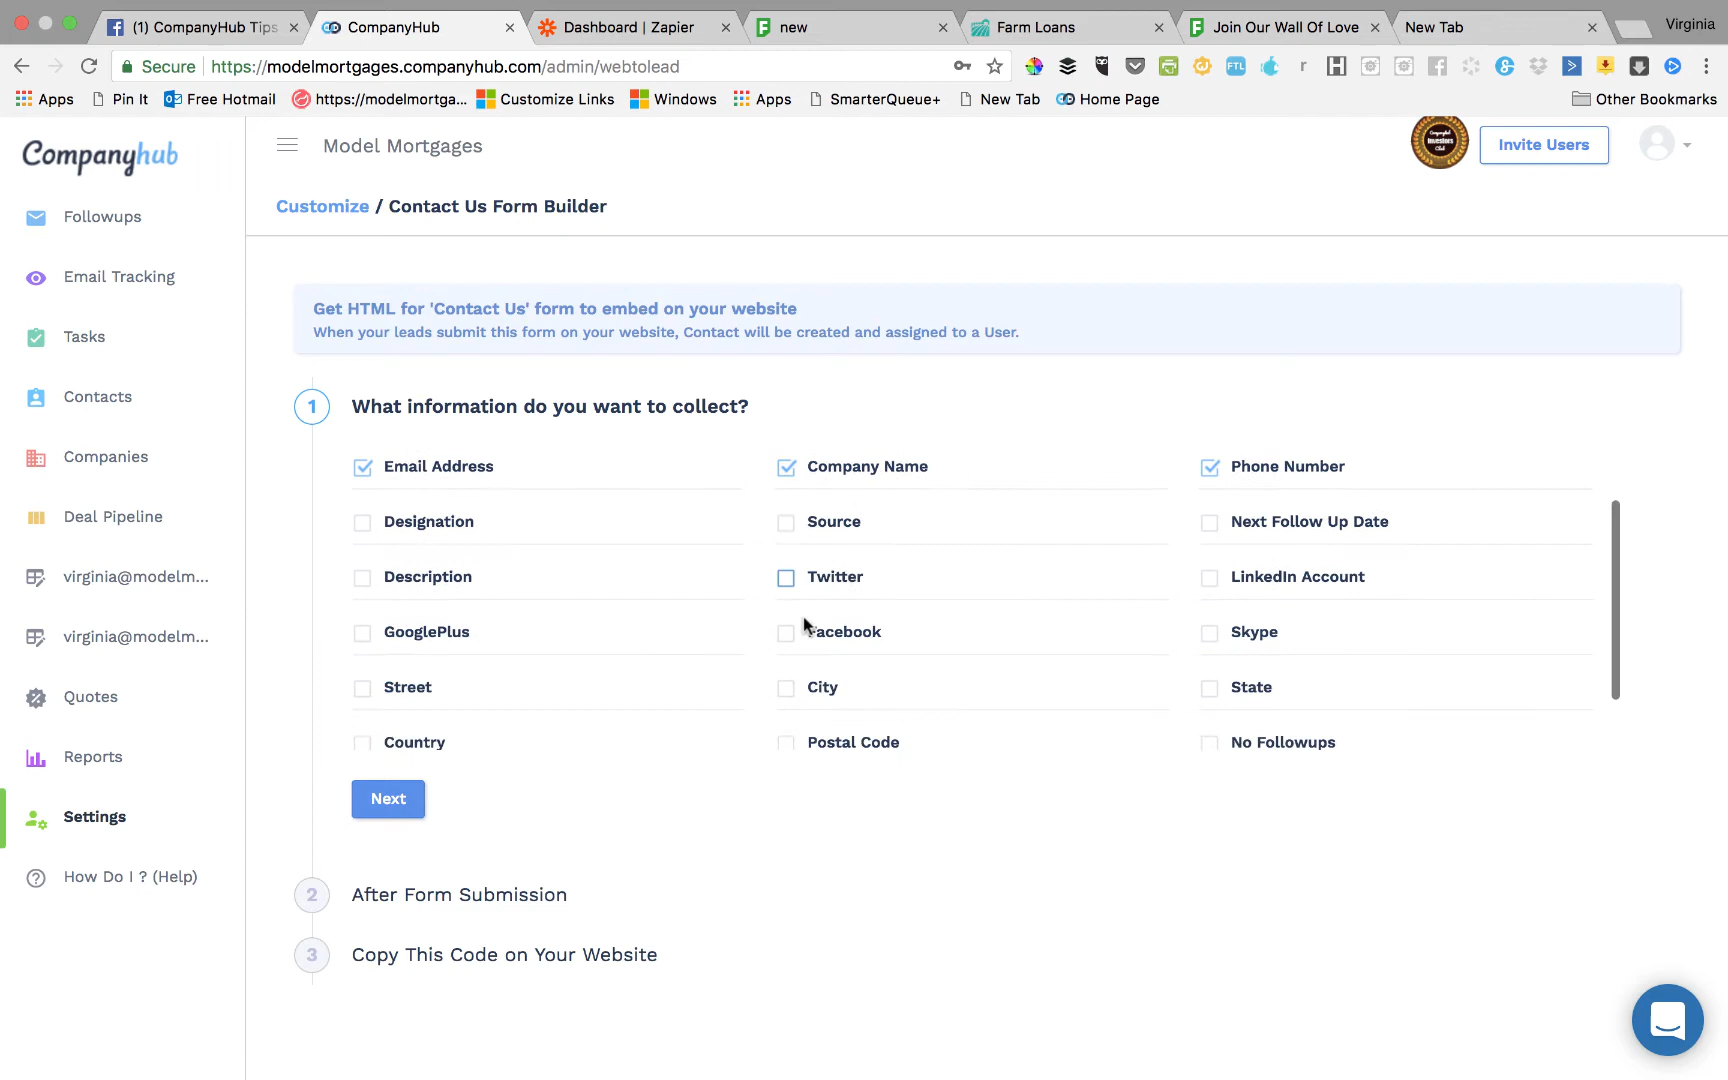 (1) CompanyHub Tips
CompanyHub
Dashboard | Zapier
new
Farm Loans
Join Our Wall Of Love
New Tab
Virginia
Secure
https://modelmortgages.companyhub.com/admin/webtolead
FTL
r
H
Apps
Pin It
Free Hotmail
https://modelmortga...
Customize Links
Windows
Apps
SmarterQueue+
New Tab
Home Page
Other Bookmarks
Companyhub
Model Mortgages
Invite Users
Customize / Contact Us Form Builder
Followups
Email Tracking
Tasks
Contacts
Companies
Deal Pipeline
virginia@modelm...
virginia@modelm...
Quotes
Reports
Settings
How Do I ? (Help)
Get HTML for 'Contact Us' form to embed on your website
When your leads submit this form on your website, Contact will be created and assigned to a User.
1 What information do you want to collect?
Email Address Company Name Phone Number
Designation Source Next Follow Up Date
Description Twitter LinkedIn Account
GooglePlus Facebook Skype
Street City State
Country Postal Code No Followups
Next
2 After Form Submission
3 Copy This Code on Your Website